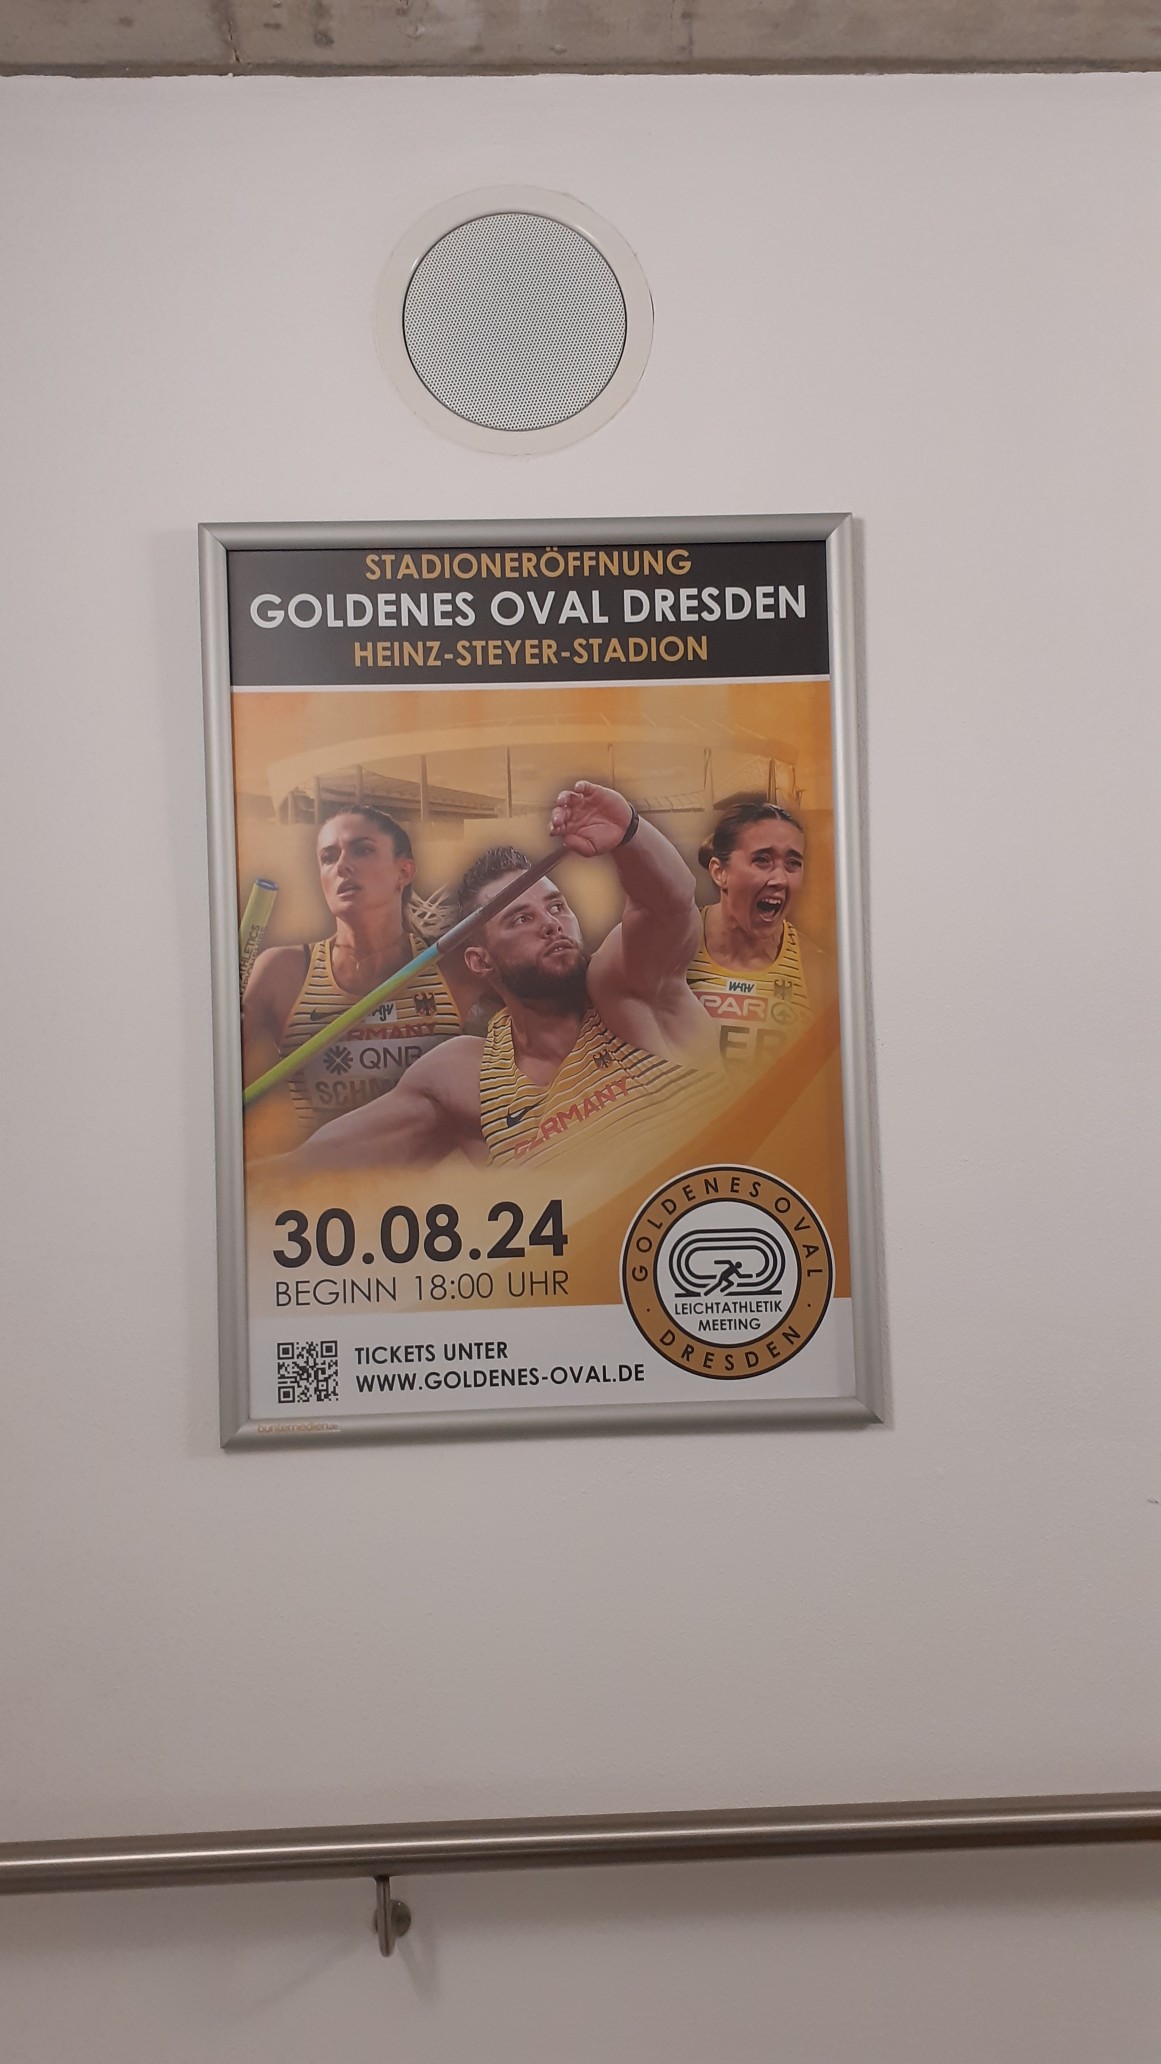 STADIONERÖFFNUNG
GOLDENES OVAL DRESDEN
HEINZ-STEYER-STADION
QNB
GERMANY
PAR
30.08.24
BEGINN 18:00 UHR
GOLDENES OVAL
LEICHTATHLETIK
MEETING
DRESDEN
TICKETS UNTER
WWW.GOLDENES-OVAL.DE